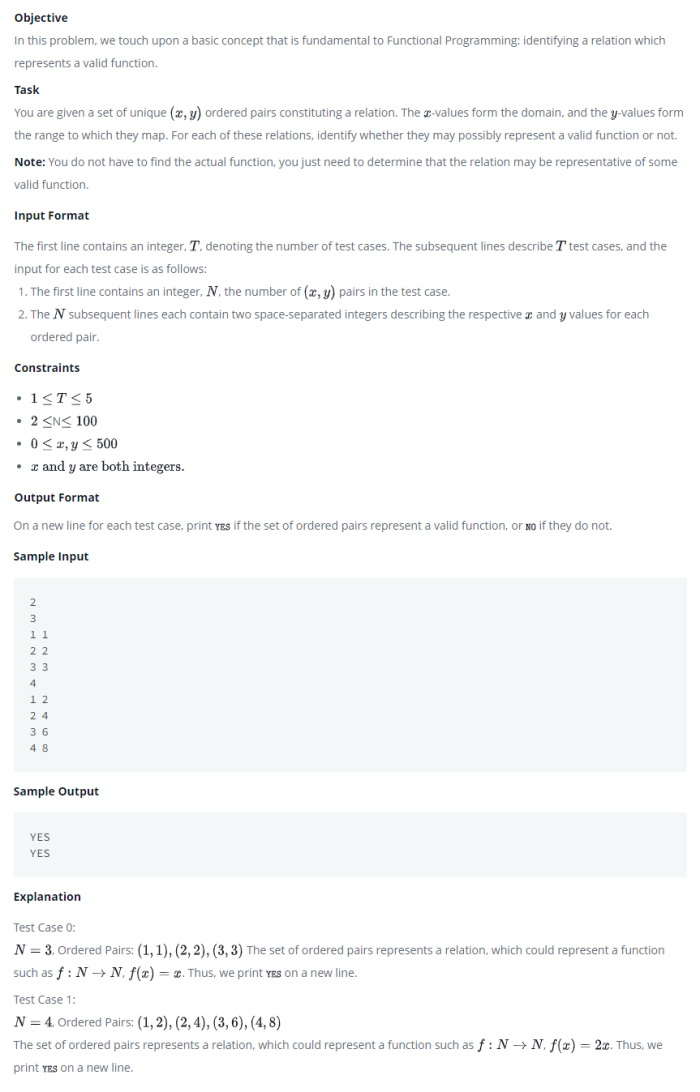 Objective
In this problem, we touch upon a basic concept that is fundamental to Functional Programming: identifying a relation which
represents a valid function.
Task
You are given a set of unique (x, y) ordered pairs constituting a relation. The x-values form the domain, and the y-values form
the range to which they map. For each of these relations, identify whether they may possibly represent a valid function or not.
Note: You do not have to find the actual function, you just need to determine that the relation may be representative of some
valid function.
Input Format
The first line contains an integer, T, denoting the number of test cases. The subsequent lines describe T test cases, and the
input for each test case is as follows:
1. The first line contains an integer, N, the number of (x, y) pairs in the test case.
2. The N subsequent lines each contain two space-separated integers describing the respective x and y values for each
ordered pair.
Constraints
• 1 ≤ T ≤ 5
• 2 ≤N≤ 100
• 0 ≤ x, y ≤ 500
• x and y are both integers.
Output Format
On a new line for each test case, print YES if the set of ordered pairs represent a valid function, or NO if they do not.
Sample Input
2
3
1 1
2 2
3 3
4
1 2
2 4
3 6
4 8
Sample Output
YES
YES
Explanation
Test Case 0:
N = 3. Ordered Pairs: (1, 1), (2, 2), (3, 3) The set of ordered pairs represents a relation, which could represent a function
such as f : N → N, f(x) = x. Thus, we print YES on a new line.
Test Case 1:
N = 4. Ordered Pairs: (1, 2), (2, 4), (3, 6), (4, 8)
The set of ordered pairs represents a relation, which could represent a function such as f : N → N, f(x) = 2x. Thus, we
print YES on a new line.